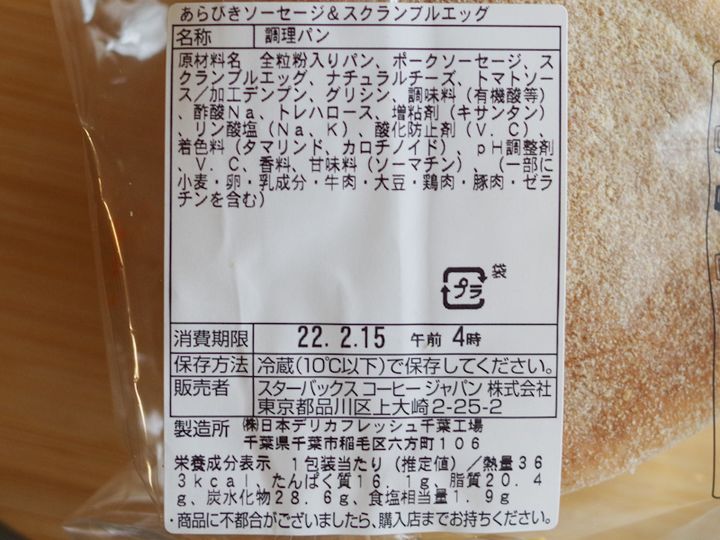 あらびきソーセージ&スクランブルエッグ
名称 調理パン
原材料名 全粒粉入りパン、ポークソーセージ、ス
クランブルエッグ、ナチュラルチーズ、トマトソー
ス/加工デンプン、グリシン、調味料(有機酸等)
、酢酸Na、トレハロース、増粘剤(キサンタン)
、リン酸塩(Na、K)、酸化防止剤(V.C)、
着色料(タマリンド、カロチノイド)、pH調整剤
、V.C、香料、甘味料(ソーマチン)、(一部に
小麦・卵・乳成分・牛肉・大豆・鶏肉・豚肉・ゼラ
チンを含む)
プラ 袋
消費期限 22.2.15 午前 4時
保存方法 冷蔵(10℃以下)で保存してください。
販売者 スターバックス コーヒー ジャパン 株式会社
東京都品川区上大崎2-25-2
製造所 ㈱日本デリカフレッシュ千葉工場
千葉県千葉市稲毛区六方町106
栄養成分表示 1包装当たり(推定値)/熱量36
3kcal、たんぱく質16.1g、脂質20.4
g、炭水化物28.6g、食塩相当量1.9g
・商品に不都合がございましたら、購入店までお持ちください。